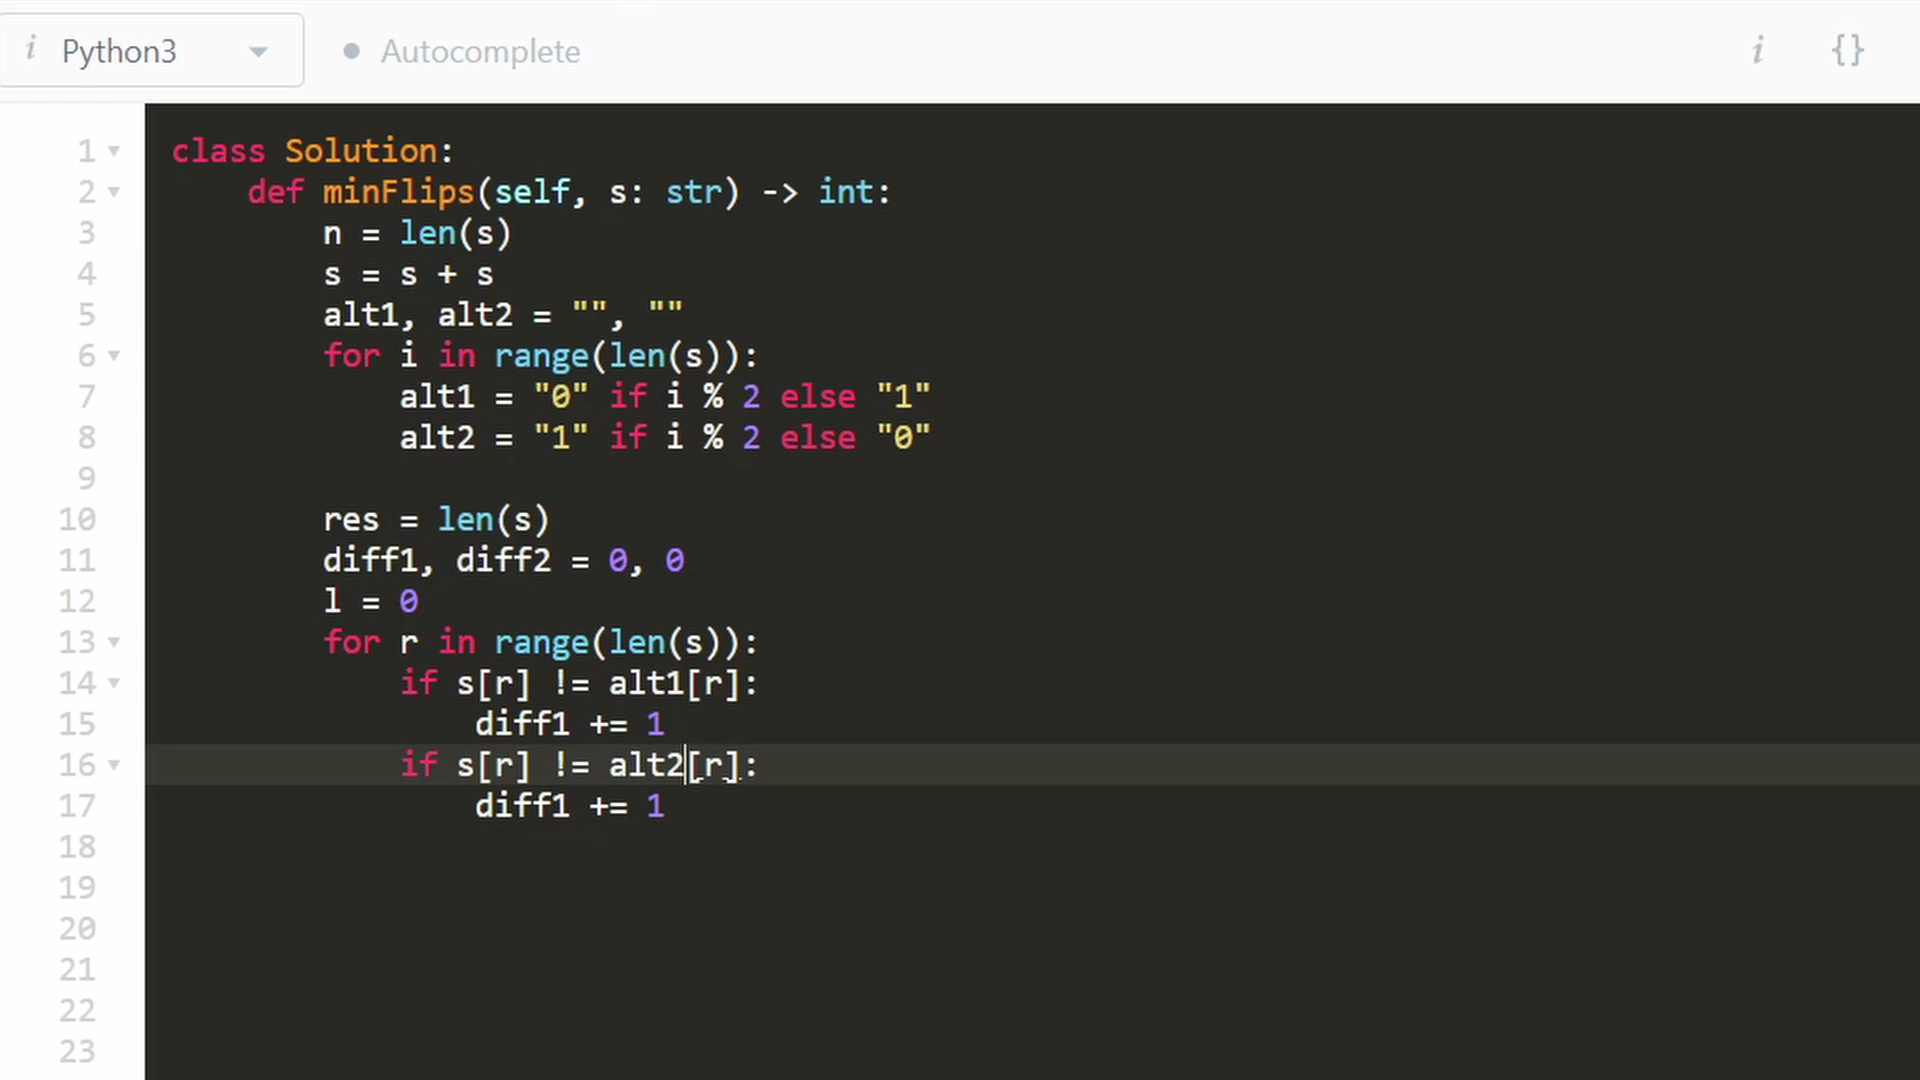 i Python3 Autocomplete i {}
1 class Solution:
2 def minFlips(self, s: str) -> int:
3 n = len(s)
4 s = s + s
5 alt1, alt2 = "", ""
6 for i in range(len(s)):
7 alt1 = "0" if i % 2 else "1"
8 alt2 = "1" if i % 2 else "0"
9
10 res = len(s)
11 diff1, diff2 = 0, 0
12 l = 0
13 for r in range(len(s)):
14 if s[r] != alt1[r]:
15 diff1 += 1
16 if s[r] != alt2[r]:
17 diff1 += 1
18
19
20
21
22
23